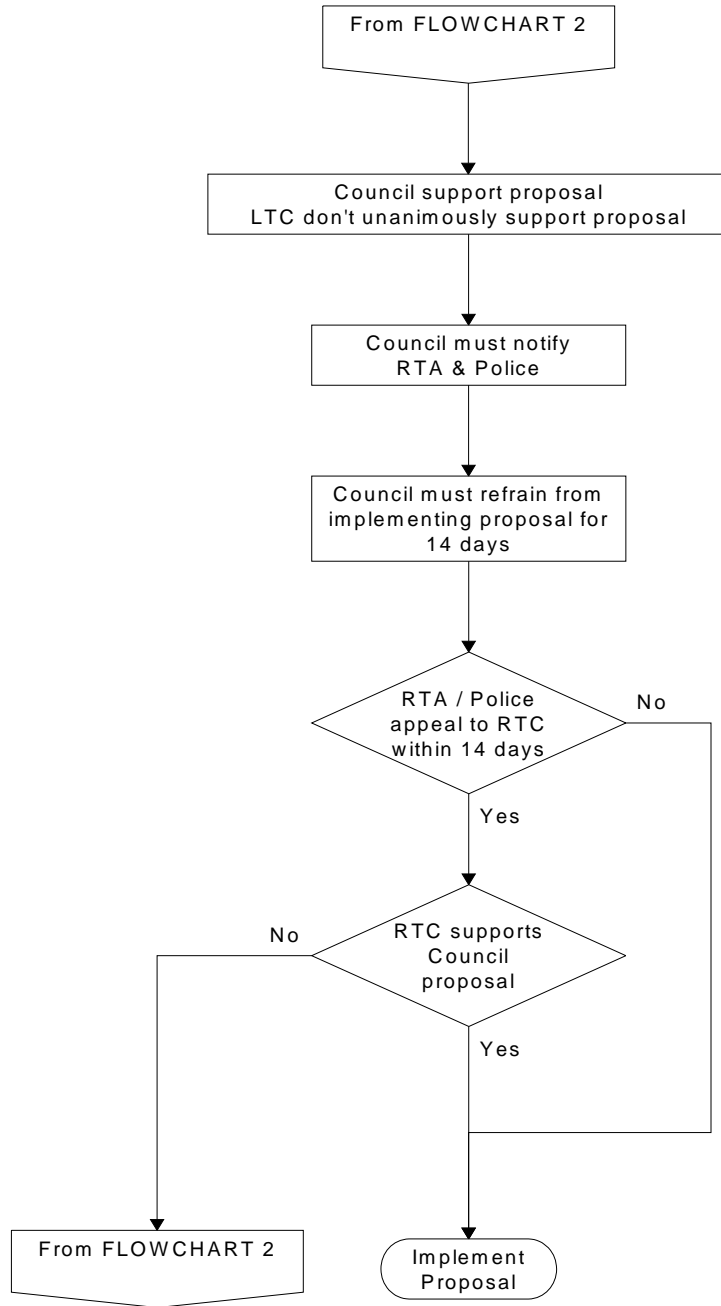 From FLOWCHART 2
Council support proposal
LTC don't unanimously support proposal
Council must notify
RTA & Police
Council must refrain from
implementing proposal for
14 days
RTA / Police
appeal to RTC
within 14 days
No
Yes
No
RTC supports
Council
proposal
Yes
From FLOWCHART 2
Implement
Proposal